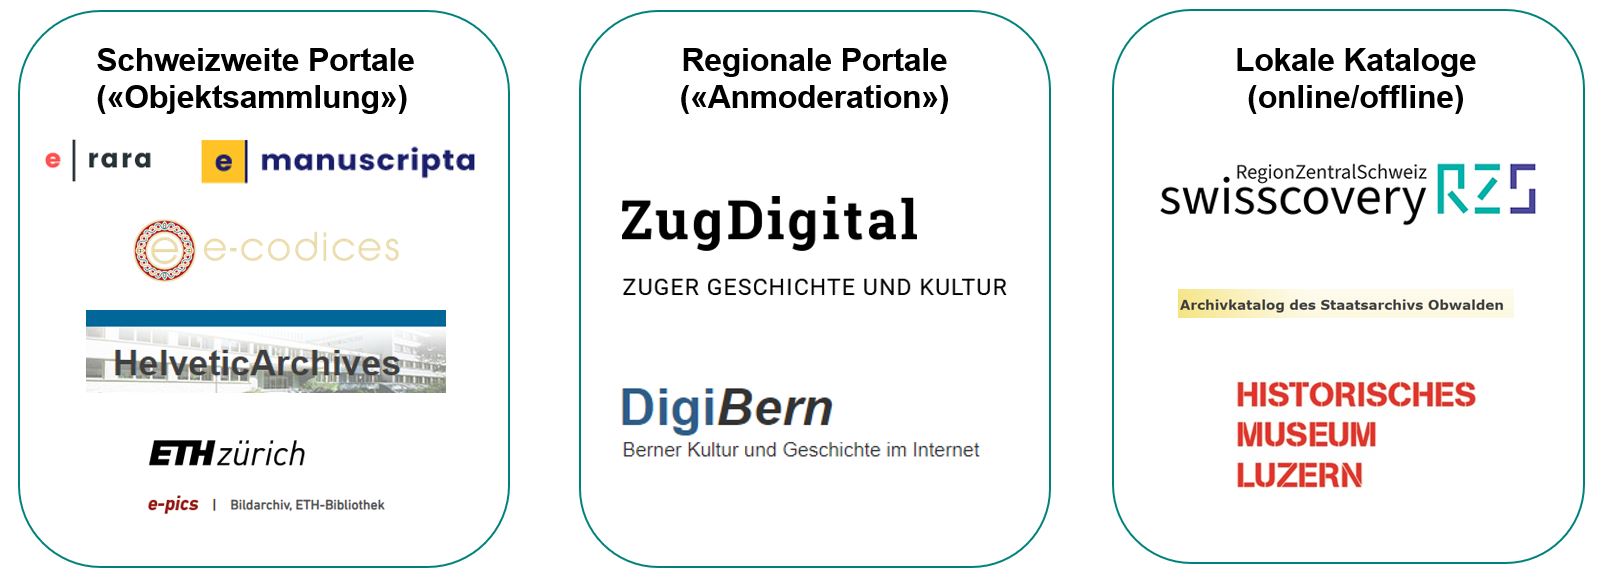 Schweizweite Portale
(«Objektsammlung»)
e | rara
e | manuscripta
e e-codices
HelveticArchives
ETH zürich
e-pics | Bildarchiv, ETH-Bibliothek
Regionale Portale
(«Anmoderation»)
ZugDigital
ZUGER GESCHICHTE UND KULTUR
DigiBern
Berner Kultur und Geschichte im Internet
Lokale Kataloge
(online/offline)
RegionZentralSchweiz
swisscovery RZS
Archivkatalog des Staatsarchivs Obwalden
HISTORISCHES
MUSEUM
LUZERN